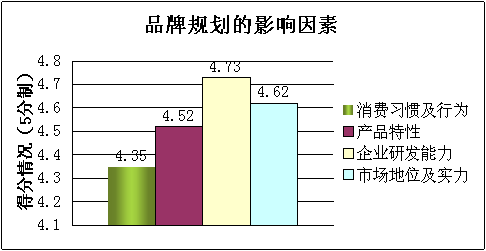 品牌规划的影响因素
得分情况（5分制）
4.8
4.7
4.6
4.5
4.4
4.3
4.2
4.1
4.35
4.52
4.73
4.62
消费习惯及行为
产品特性
企业研发能力
市场地位及实力